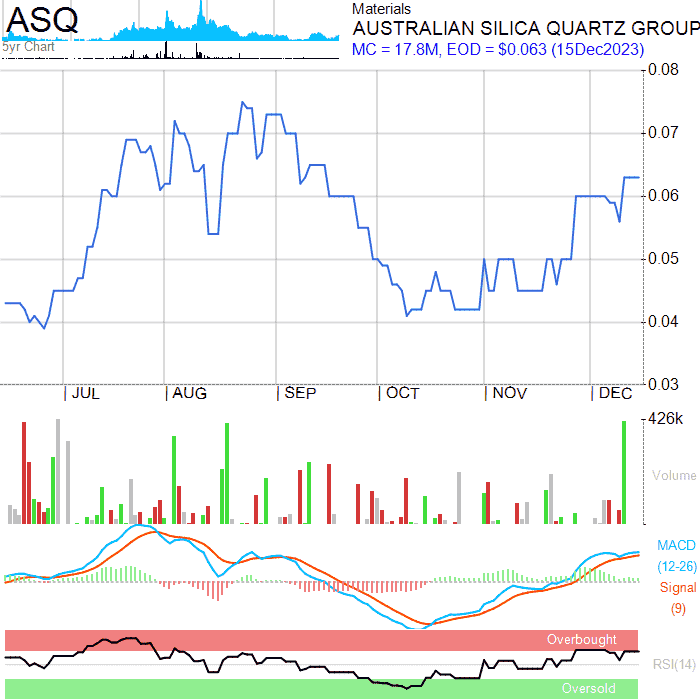 ASQ
5yr Chart
Materials
AUSTRALIAN SILICA QUARTZ GROUP
MC = 17.8M, EOD = $0.063 (15Dec2023)
0.08
0.07
0.06
0.05
0.04
0.03
JUL AUG SEP OCT NOV DEC
426k
Volume
MACD
(12-26)
Signal
(9)
Overbought
RSI(14)
Oversold